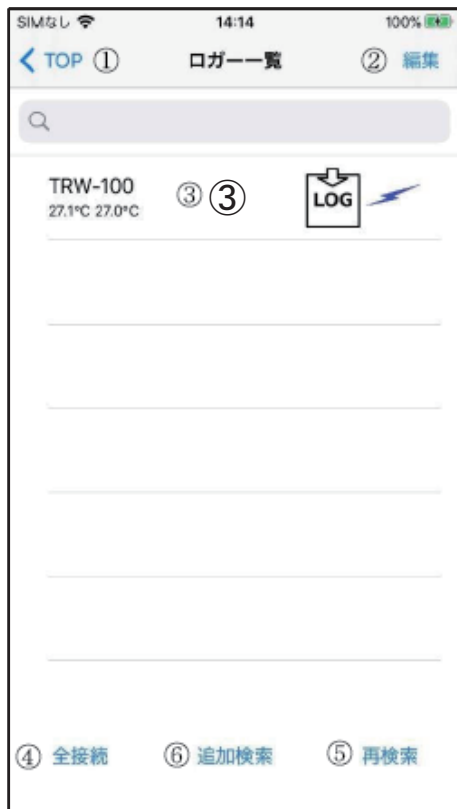 SIMなし 14:14 100%
TOP ① ロガー一覧 ② 編集
TRW-100 ③ ③ LOG
27.1℃ 27.0℃
④ 全接続 ⑥ 追加検索 ⑤ 再検索